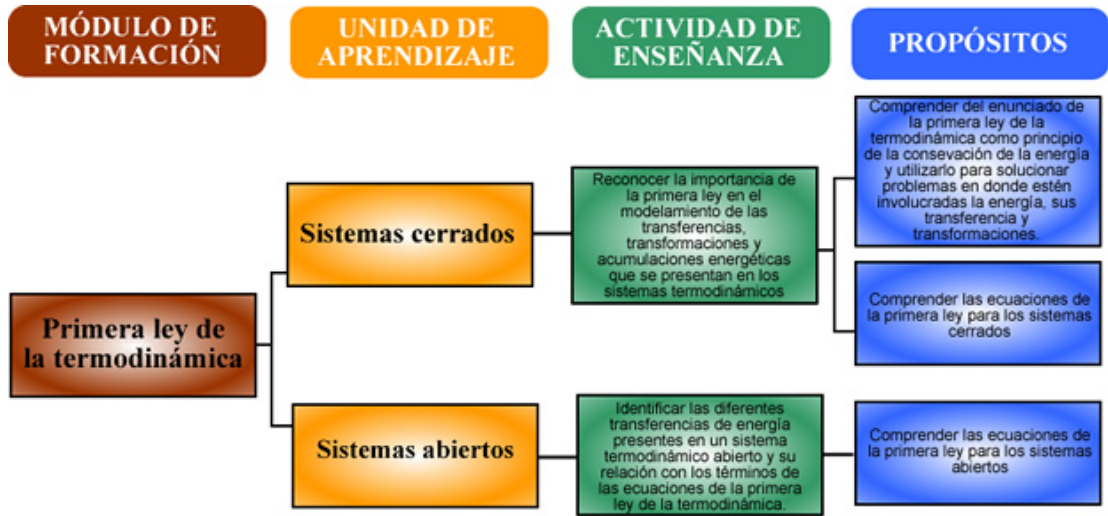 MÓDULO DE
FORMACIÓN
UNIDAD DE
APRENDIZAJE
ACTIVIDAD DE
ENSEÑANZA
PROPÓSITOS
Primera ley de
la termodinámica
Sistemas cerrados
Reconocer la importancia de
la primera ley en el
modelamiento de las
transferencias,
transformaciones y
acumulaciones energéticas
que se presentan en los
sistemas termodinámicos
Comprender del enunciado de
la primera ley de la
termodinámica como principio
de la consevación de la energía
y utilizarlo para solucionar
problemas en donde estén
involucradas la energía, sus
transferencia y
transformaciones.
Comprender las ecuaciones de
la primera ley para los sistemas
cerrados
Sistemas abiertos
Identificar las diferentes
transferencias de energía
presentes en un sistema
termodinámico abierto y su
relación con los términos de
las ecuaciones de la primera
ley de la termodinámica.
Comprender las ecuaciones de
la primera ley para los sistemas
abiertos